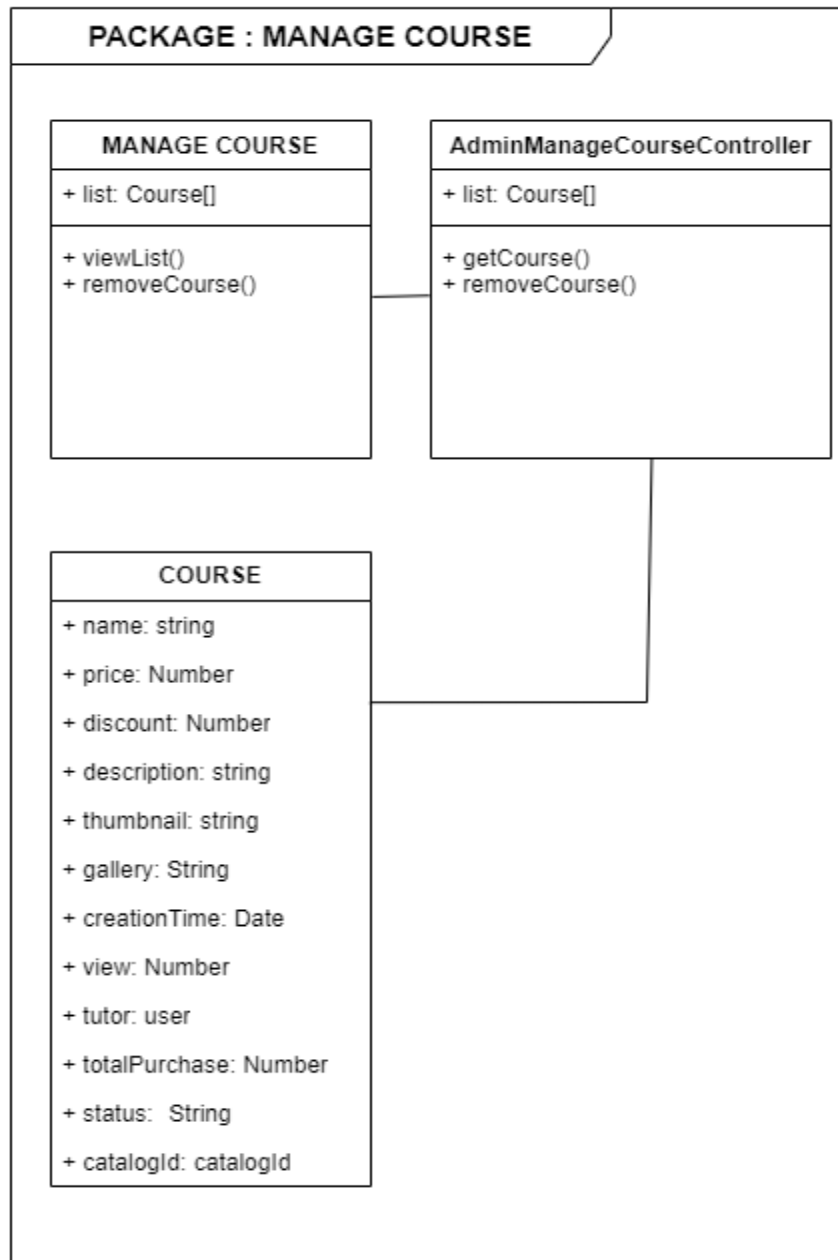 PACKAGE : MANAGE COURSE
MANAGE COURSE
+ list: Course[]
+ viewList()
+ removeCourse()
AdminManageCourseController
+ list: Course[]
+ getCourse()
+ removeCourse()
COURSE
+ name: string
+ price: Number
+ discount: Number
+ description: string
+ thumbnail: string
+ gallery: String
+ creationTime: Date
+ view: Number
+ tutor: user
+ totalPurchase: Number
+ status:  String
+ catalogId: catalogId